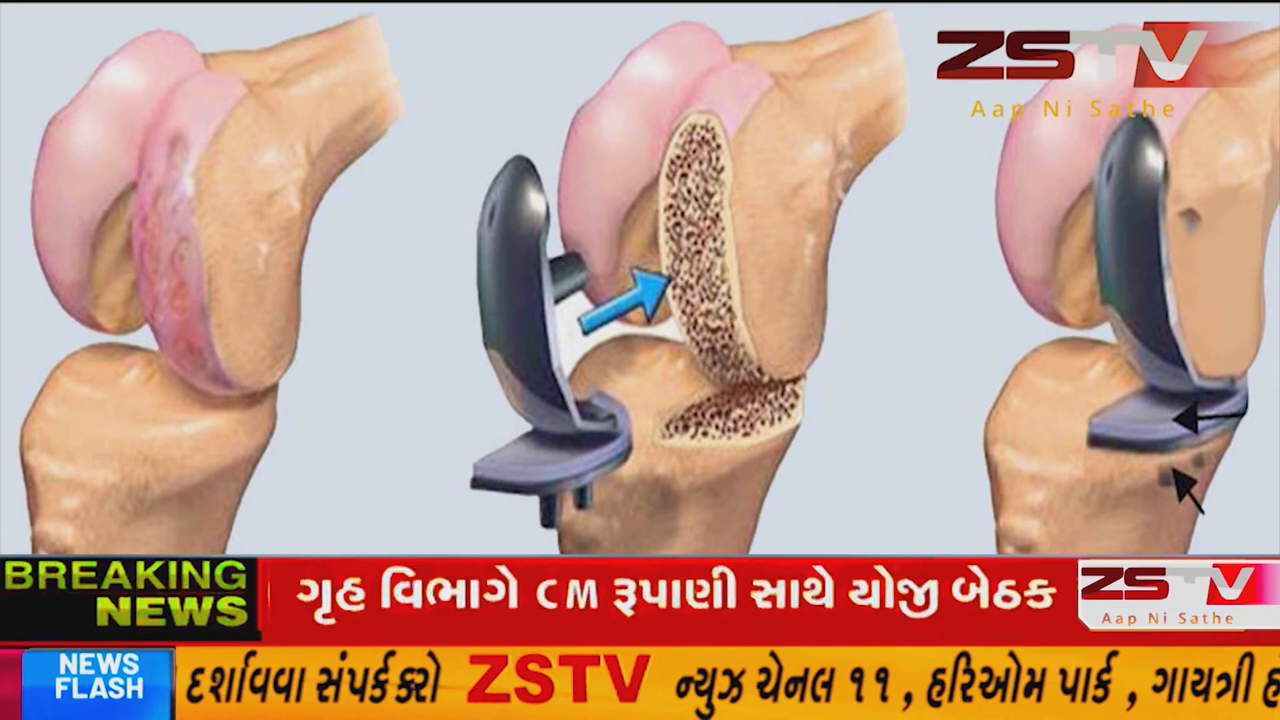 ZSTV
Aap Ni Sathe
BREAKING NEWS
ગૃહ વિભાગે CM રૂપાણી સાથે યોજી બેઠક
ZSTV
Aap Ni Sathe
NEWS FLASH
દર્શાવવા સંપર્ક કરો ZSTV ન્યુઝ ચેનલ ૧૧ , હરિઓમ પાર્ક , ગાયત્રી